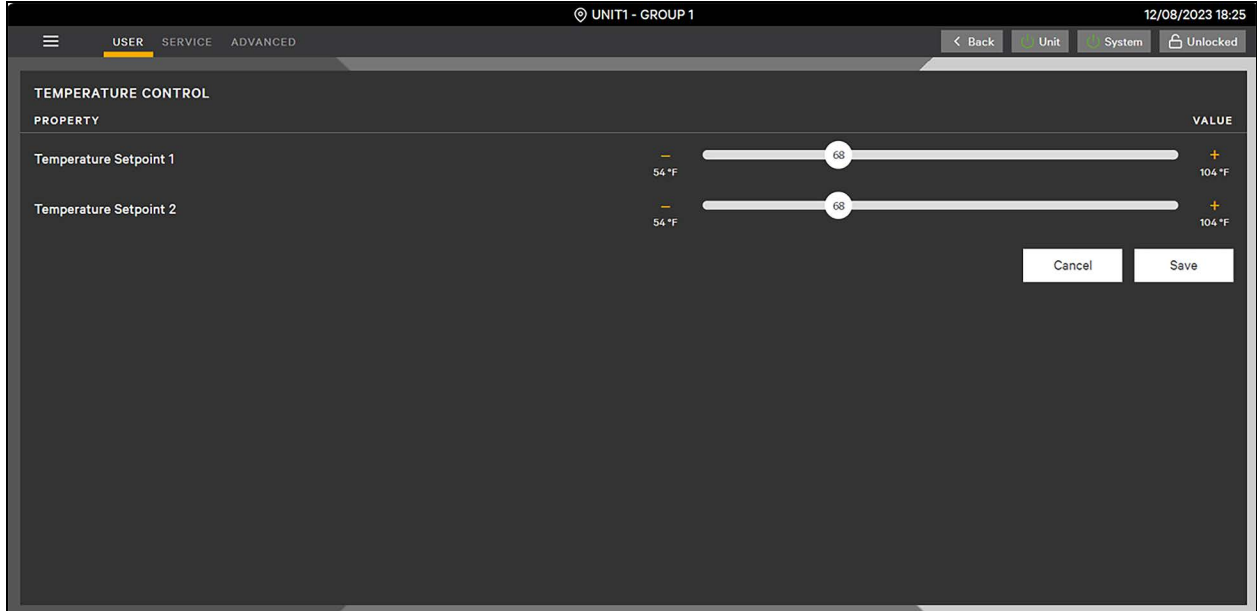 UNIT1 - GROUP 1 12/08/2023 18:25
USER SERVICE ADVANCED Back Unit System Unlocked
TEMPERATURE CONTROL
PROPERTY VALUE
Temperature Setpoint 1 − 68 +
54 °F 104 °F
Temperature Setpoint 2 − 68 +
54 °F 104 °F
Cancel Save